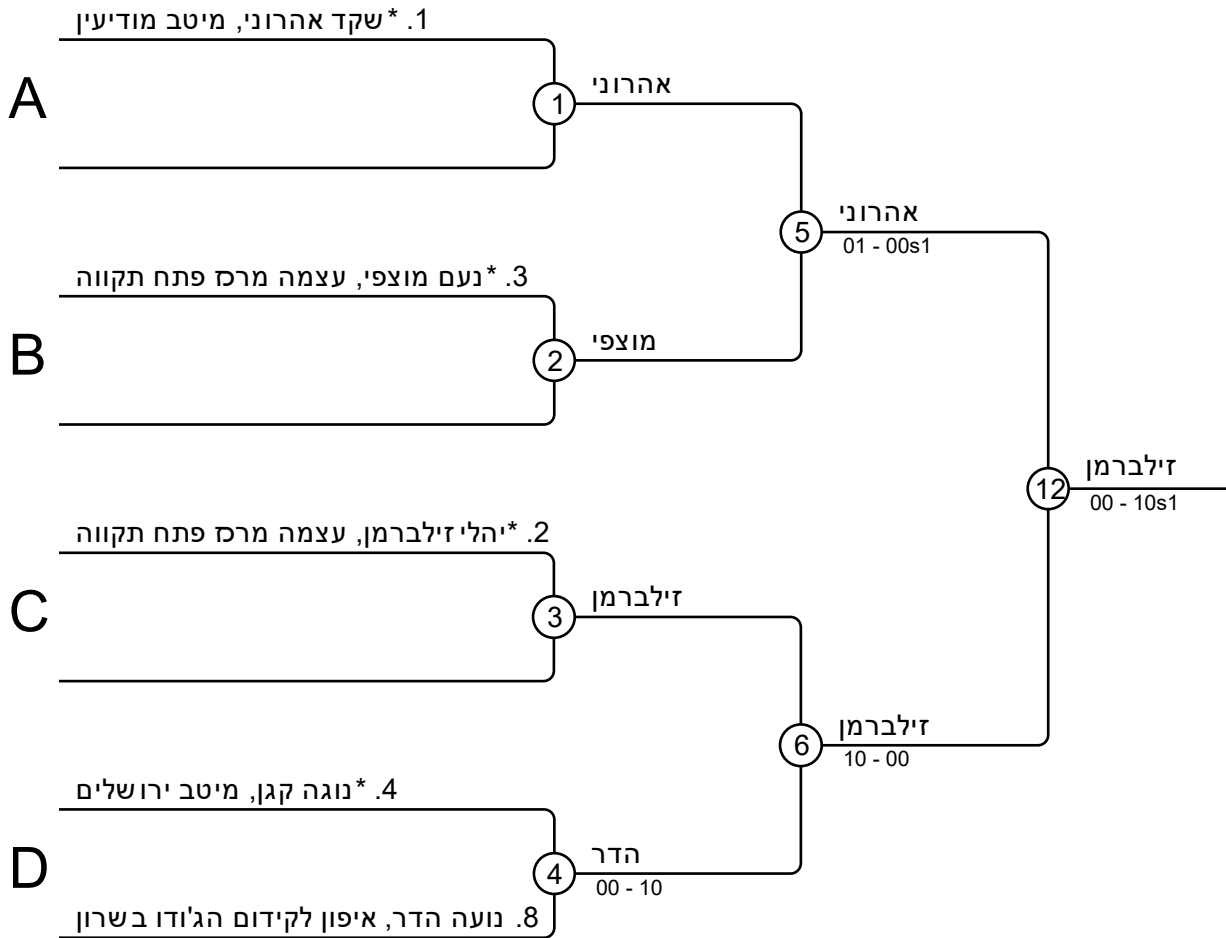 1. *שקד אהרוני, מיטב מודיעין
A
1
אהרוני
5
אהרוני
01 - 00s1
3. *נעם מוצפי, עצמה מרכז פתח תקווה
B
2
מוצפי
12
זילברמן
00 - 10s1
2. *יהלי זילברמן, עצמה מרכז פתח תקווה
C
3
זילברמן
6
זילברמן
10 - 00
4. *נוגה קגן, מיטב ירושלים
D
4
הדר
00 - 10
8. נועה הדר, איפון לקידום הג'ודו בשרון